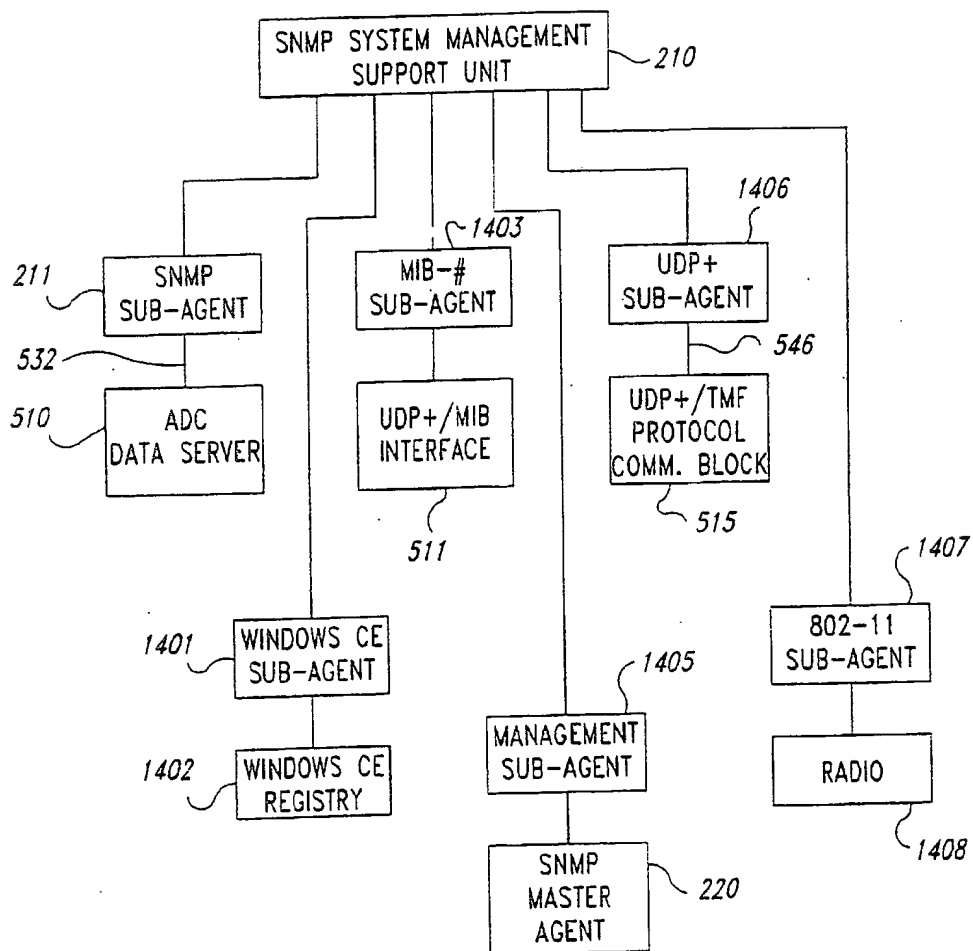 SNMP SYSTEM MANAGEMENT
SUPPORT UNIT
210
1406
1403
211
SNMP
SUB-AGENT
MIB-#
SUB-AGENT
UDP+
SUB-AGENT
532
546
510
ADC
DATA SERVER
UDP+/MIB
INTERFACE
UDP+/TMF
PROTOCOL
COMM. BLOCK
511
515
1407
1401
WINDOWS CE
SUB-AGENT
802-11
SUB-AGENT
1405
MANAGEMENT
SUB-AGENT
1402
WINDOWS CE
REGISTRY
RADIO
1408
SNMP
MASTER
AGENT
220